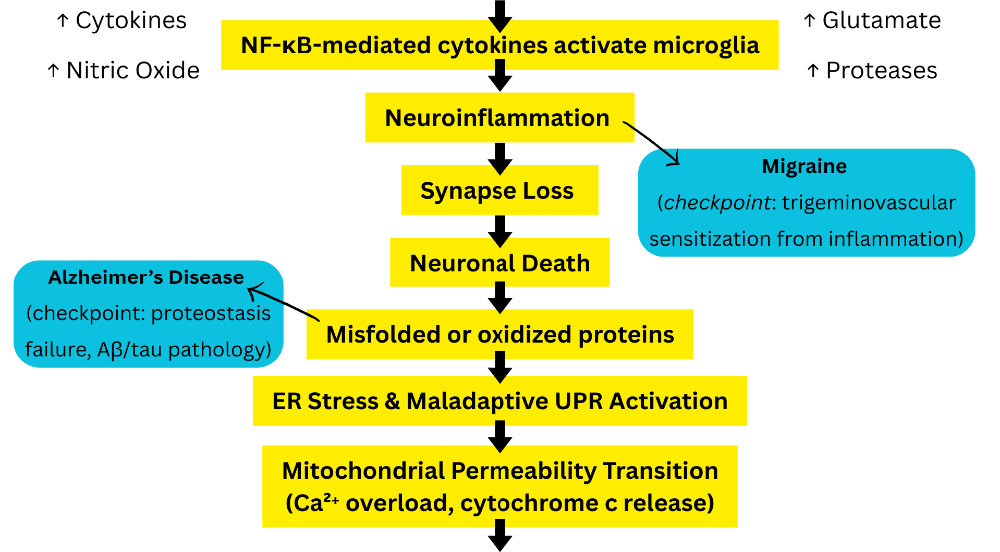 ↑ Cytokines
↑ Glutamate
NF-κB-mediated cytokines activate microglia
↑ Nitric Oxide
↑ Proteases
Neuroinflammation
Migraine
(checkpoint: trigeminovascular
sensitization from inflammation)
Synapse Loss
Neuronal Death
Alzheimer’s Disease
(checkpoint: proteostasis
failure, Aβ/tau pathology)
Misfolded or oxidized proteins
ER Stress & Maladaptive UPR Activation
Mitochondrial Permeability Transition
(Ca²⁺ overload, cytochrome c release)